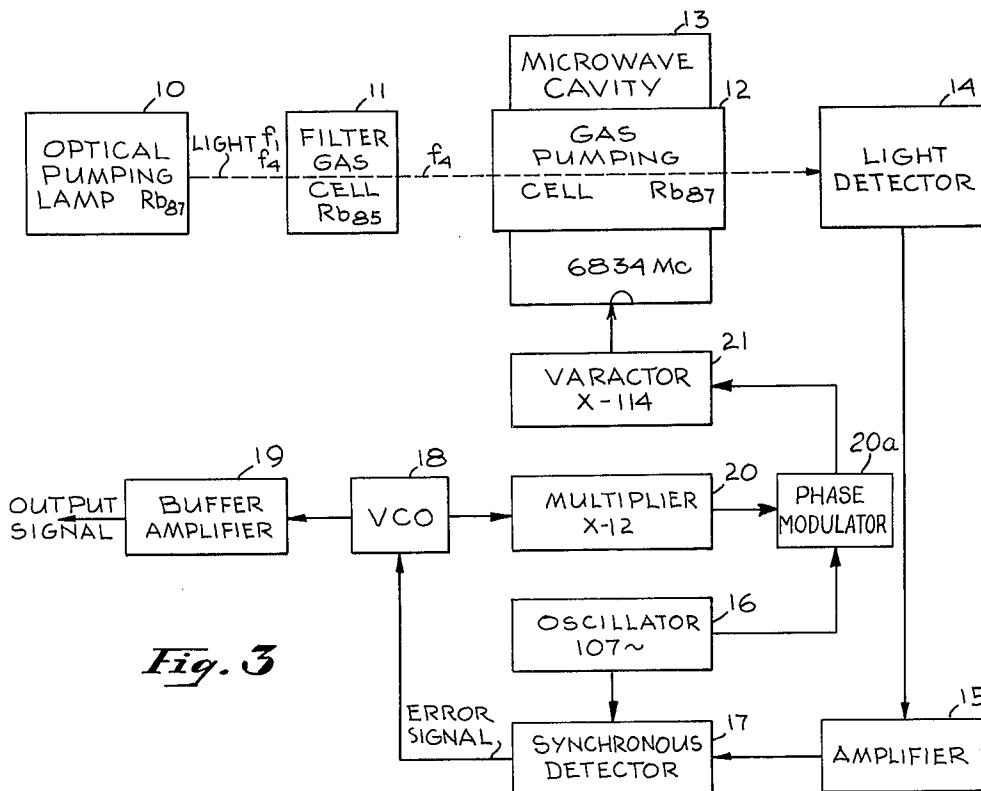 10
OPTICAL
PUMPING
LAMP Rb87
LIGHT f1
f4
11
FILTER
GAS
CELL
Rb85
f4
13
MICROWAVE
CAVITY
12
GAS
PUMPING
CELL Rb87
6834 Mc
14
LIGHT
DETECTOR
21
VARACTOR
X-114
20a
PHASE
MODULATOR
20
MULTIPLIER
X-12
18
VCO
19
BUFFER
AMPLIFIER
OUTPUT
SIGNAL
16
OSCILLATOR
107~
Fig. 3
ERROR
SIGNAL
17
SYNCHRONOUS
DETECTOR
15
AMPLIFIER